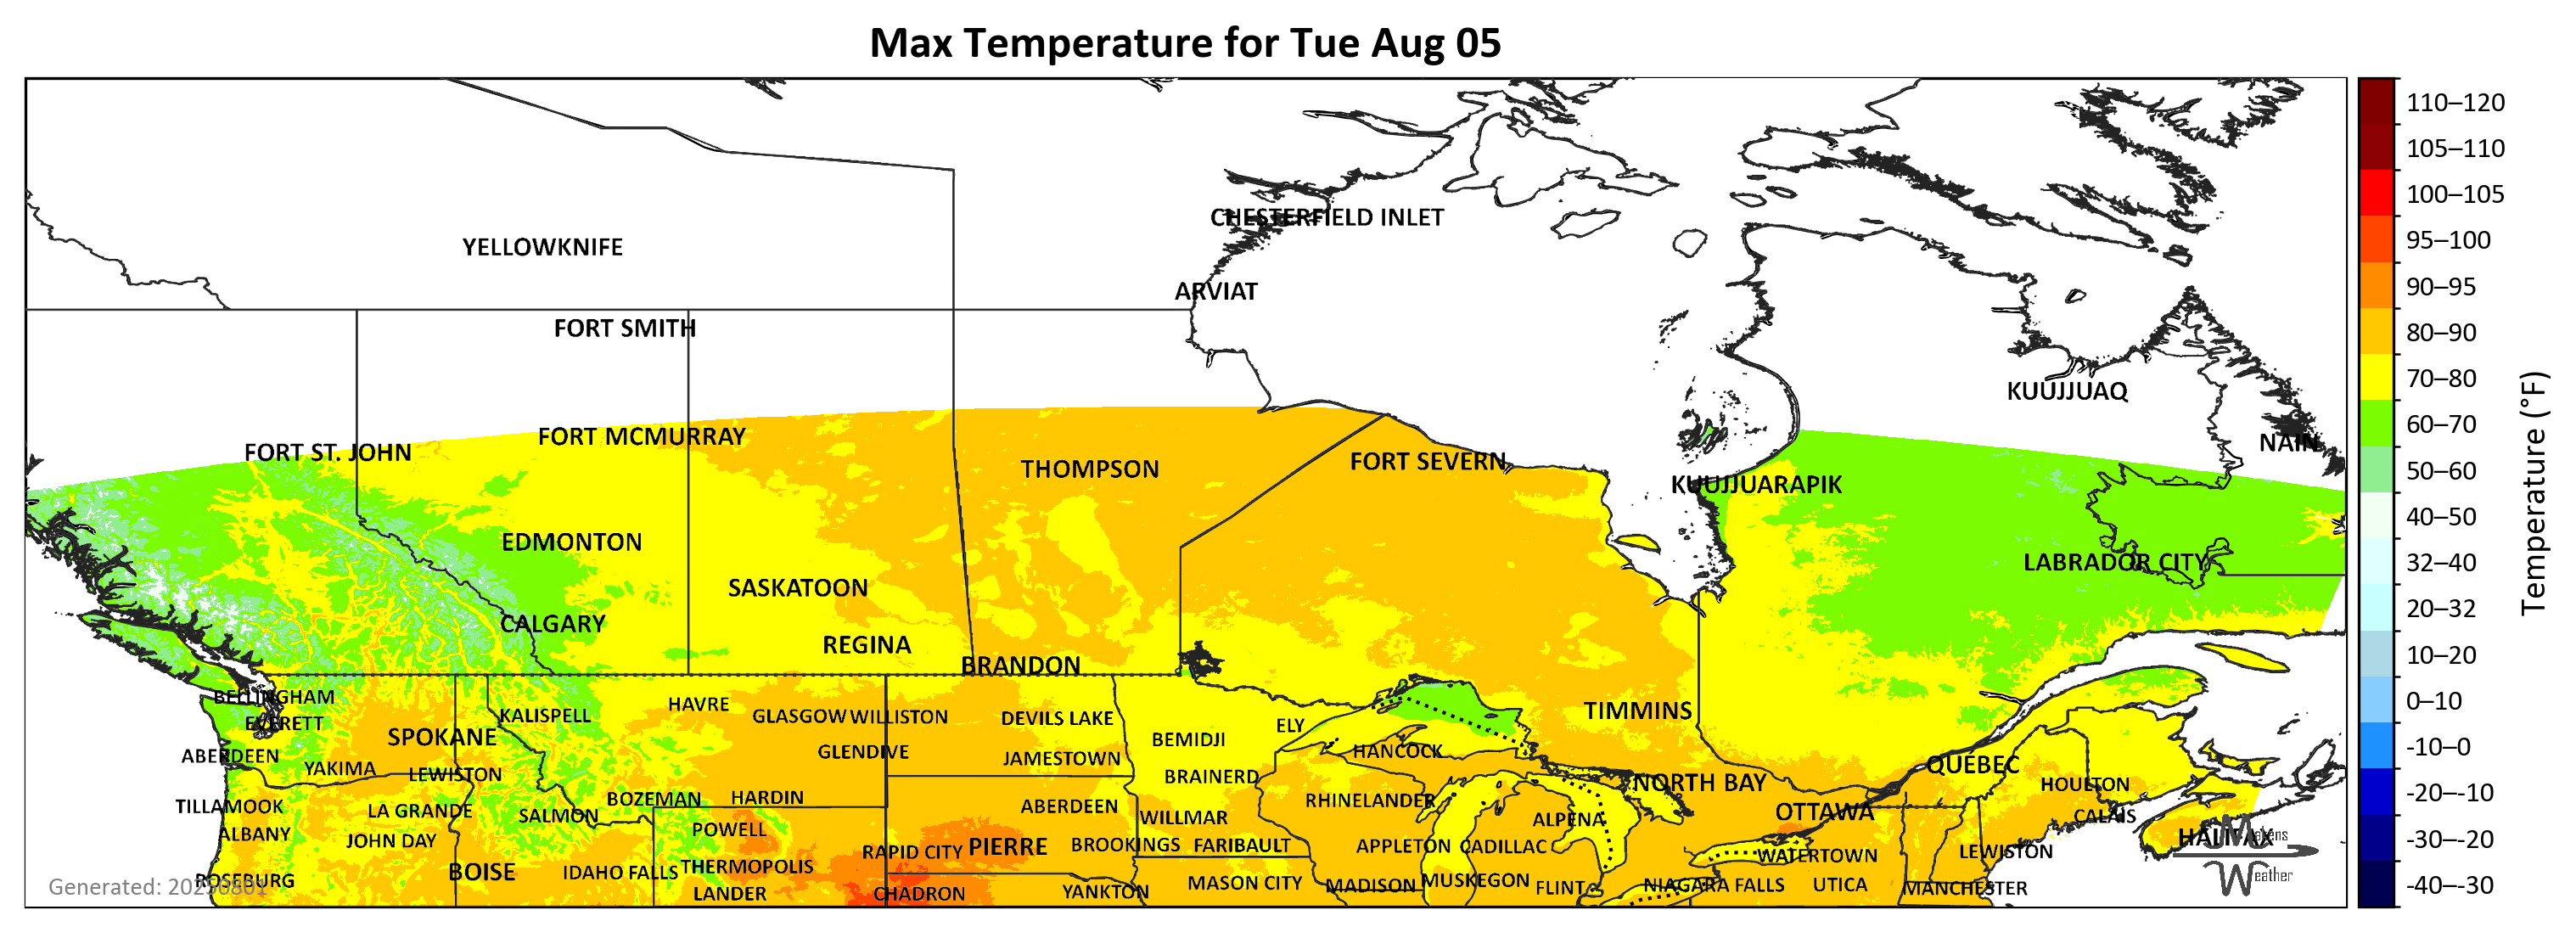 Max Temperature for Tue Aug 05
CHESTERFIELD INLET
YELLOWKNIFE
ARVIAT
FORT SMITH
KUUJJUAQ
FORT MCMURRAY
NAIN
FORT ST. JOHN
FORT SEVERN
THOMPSON
KUUJJUARAPIK
EDMONTON
LABRADOR CITY
SASKATOON
CALGARY
REGINA
BRANDON
BELLINGHAM
HAVRE
TIMMINS
KALISPELL
GLASGOW WILLISTON
DEVILS LAKE
EVERETT
ELY
SPOKANE
BEMIDJI
GLENDIVE
HANCOCK
ABERDEEN
JAMESTOWN
QUÉBEC
YAKIMA
LEWISTON
BRAINERD
NORTH BAY
HOULTON
BOZEMAN
HARDIN
RHINELANDER
TILLAMOOK
LA GRANDE
SALMON
ABERDEEN
WILLMAR
OTTAWA
CALAIS
ALPENA
ALBANY
POWELL
HALIFAX
JOHN DAY
RAPID CITY
PIERRE
BROOKINGS
FARIBAULT
APPLETON
CADILLAC
WATERTOWN
LEWISTON
BOISE
IDAHO FALLS
THERMOPOLIS
ROSEBURG
MASON CITY
MADISON
MUSKEGON
FLINT
NIAGARA FALLS
UTICA
MANCHESTER
LANDER
CHADRON
YANKTON
Generated: 20250801
Matens
Weather
110–120
105–110
100–105
95–100
90–95
80–90
70–80
60–70
50–60
40–50
32–40
20–32
10–20
0–10
-10–0
-20–-10
-30–-20
-40–-30
Temperature (°F)